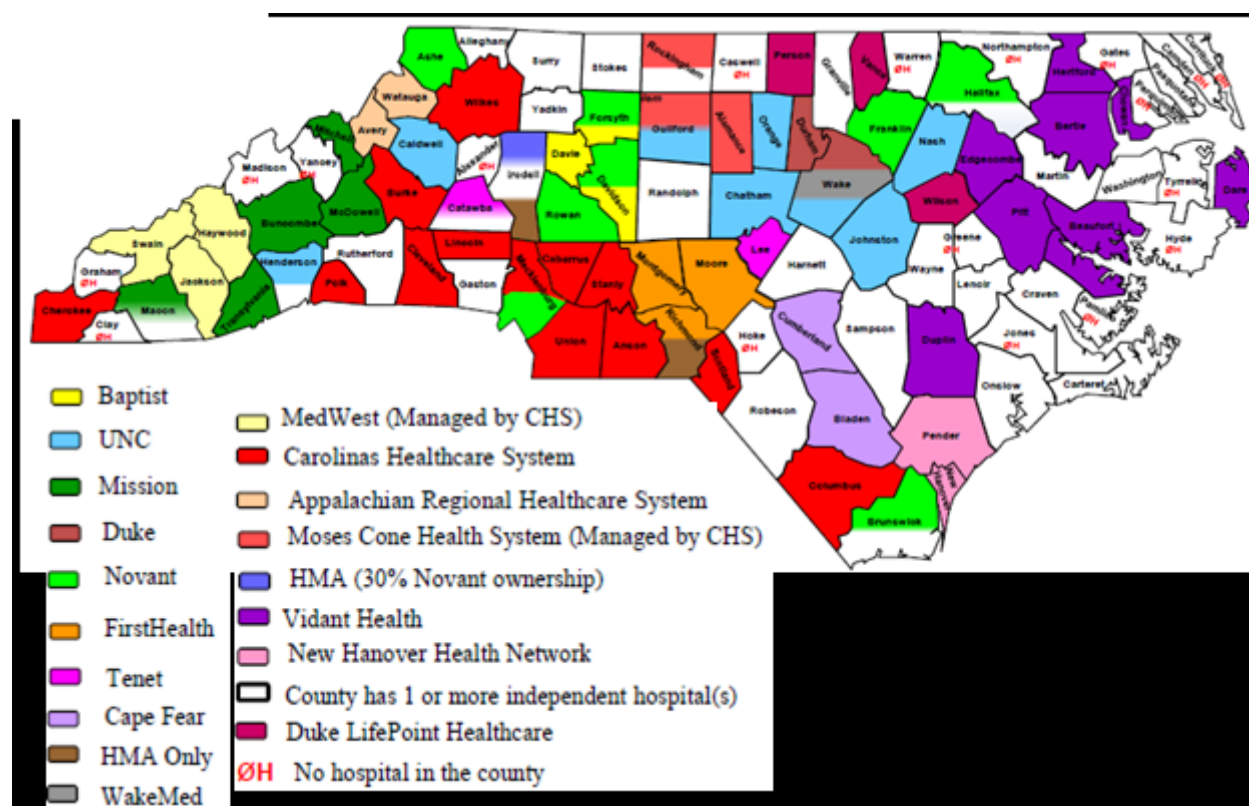 Ashe
Alleghany
Surry
Stokes
Rockingham
Caswell
ØH
Person
Granville
Vance
Warren
ØH
Northampton
ØH
Gates
ØH
Hertford
Halifax
Watauga
Wilkes
Yadkin
Forsyth
Guilford
Alamance
Orange
Durham
Franklin
Nash
Bertie
Mitchell
Avery
Caldwell
Alexander
ØH
Iredell
Davie
Davidson
Randolph
Chatham
Wake
Edgecombe
Martin
Washington
Tyrrell
ØH
Dare
Madison
ØH
Yancey
ØH
Buncombe
McDowell
Burke
Catawba
Rowan
Wilson
Pitt
Beaufort
Hyde
ØH
Haywood
Swain
Rutherford
Lincoln
Lee
Johnston
Greene
ØH
Graham
ØH
Jackson
Henderson
Polk
Cleveland
Gaston
Mecklenburg
Cabarrus
Stanly
Montgomery
Moore
Harnett
Wayne
Lenoir
Craven
Pamlico
ØH
Cherokee
Clay
ØH
Macon
Transylvania
Union
Anson
Richmond
Hoke
ØH
Cumberland
Sampson
Duplin
Jones
ØH
Scotland
Robeson
Bladen
Onslow
Carteret
Pender
Columbus
New Hanover
Brunswick
Baptist
UNC
Mission
Duke
Novant
FirstHealth
Tenet
Cape Fear
HMA Only
WakeMed
MedWest (Managed by CHS)
Carolinas Healthcare System
Appalachian Regional Healthcare System
Moses Cone Health System (Managed by CHS)
HMA (30% Novant ownership)
Vidant Health
New Hanover Health Network
County has 1 or more independent hospital(s)
Duke LifePoint Healthcare
ØH No hospital in the county